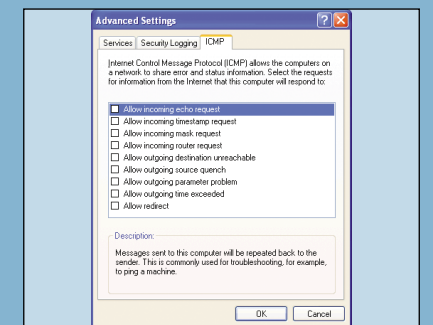 Advanced Settings
Services Security Logging ICMP
Internet Control Message Protocol (ICMP) allows the computers on
a network to share error and status information. Select the requests
for information from the Internet that this computer will respond to:
Allow incoming echo request
Allow incoming timestamp request
Allow incoming mask request
Allow incoming router request
Allow outgoing destination unreachable
Allow outgoing source quench
Allow outgoing parameter problem
Allow outgoing time exceeded
Allow redirect
Description:
Messages sent to this computer will be repeated back to the
sender. This is commonly used for troubleshooting, for example,
to ping a machine.
OK Cancel